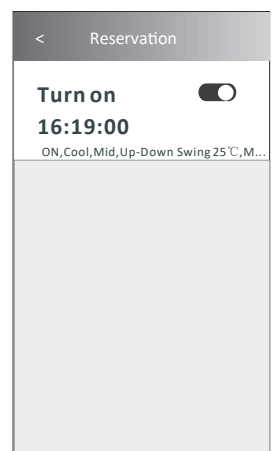 < Reservation
Turn on
16:19:00
ON,Cool,Mid,Up-Down Swing 25℃,M...